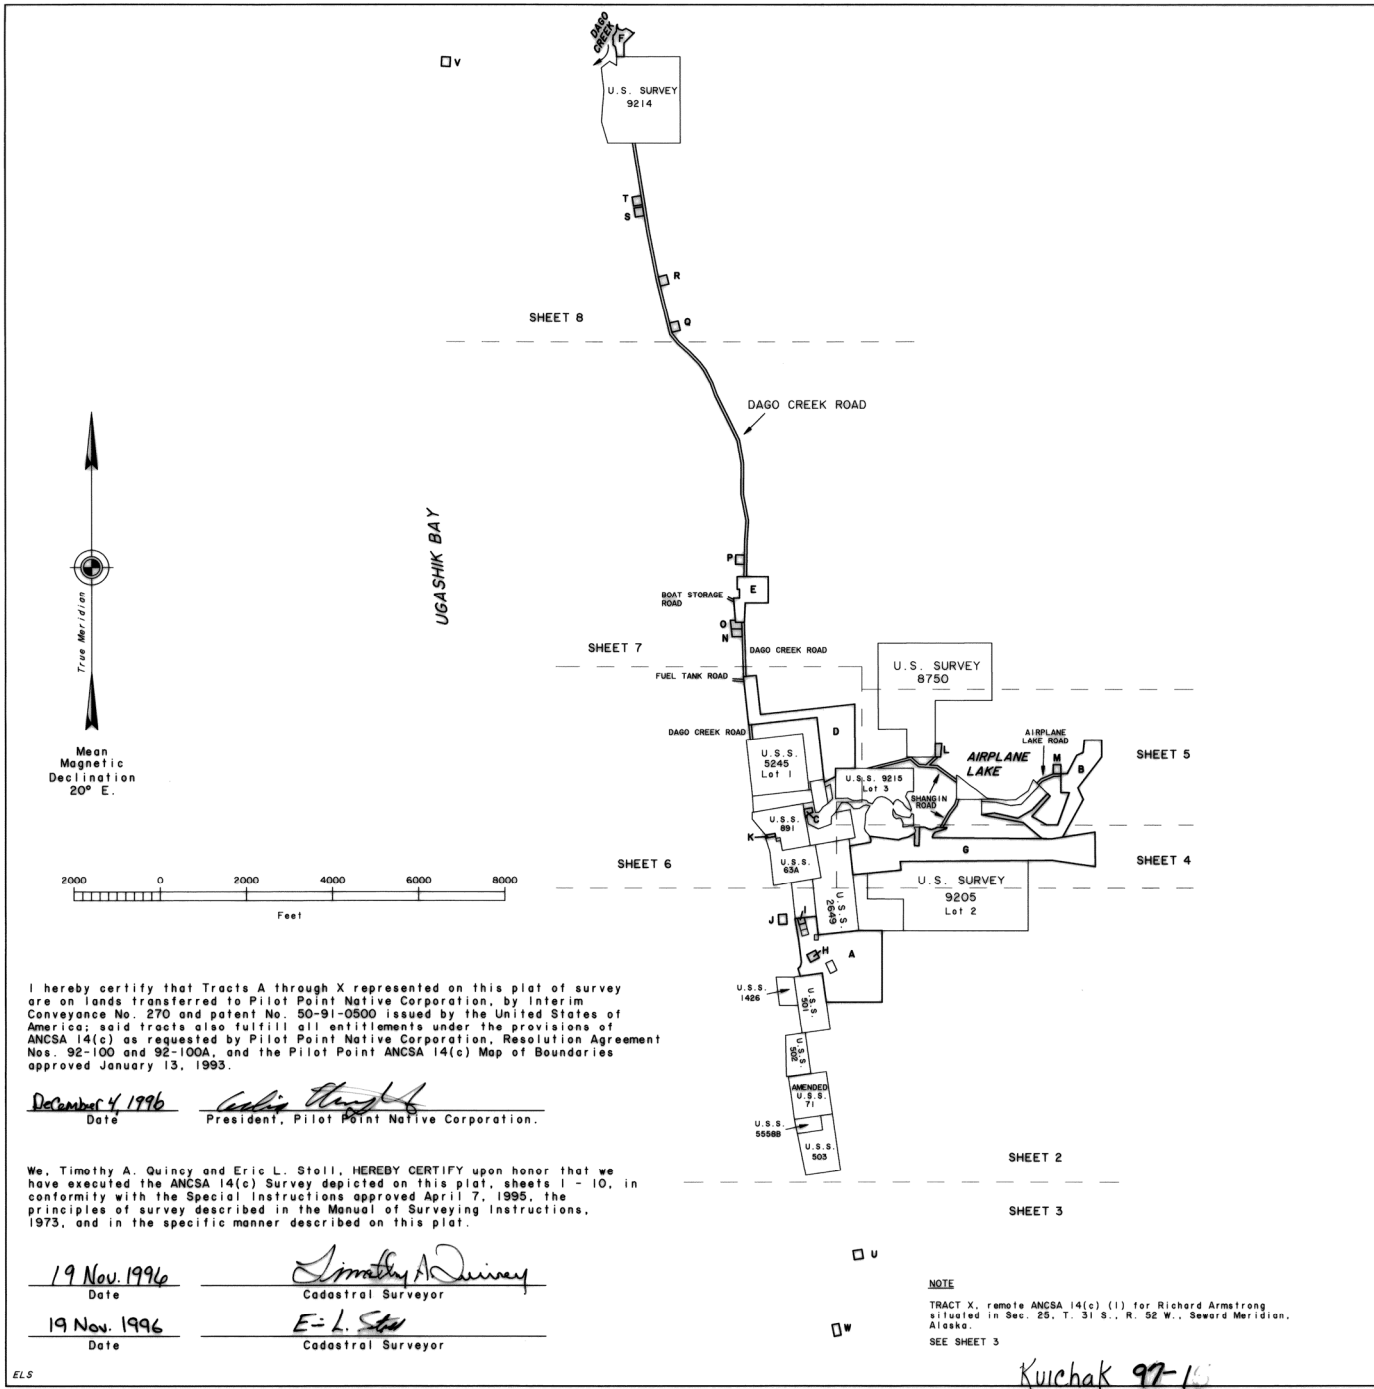 DAGO
CREEK
F
V
U.S. SURVEY
9214
T
S
R
Q
SHEET 8
DAGO CREEK ROAD
UGASHIK BAY
True Meridian
Mean
Magnetic
Declination
20° E.
P
E
BOAT STORAGE
ROAD
O
N
SHEET 7
DAGO CREEK ROAD
FUEL TANK ROAD
U.S. SURVEY
8750
DAGO CREEK ROAD
D
L
AIRPLANE
LAKE
AIRPLANE
LAKE ROAD
M
B
SHEET 5
U.S.S.
5245
Lot 1
U.S.S. 9215
Lot 3
SHANGIN
ROAD
C
U.S.S.
891
K
G
SHEET 6
U.S.S.
63A
SHEET 4
U.S. SURVEY
9205
Lot 2
U.S.S.
2649
2000 0 2000 4000 6000 8000
Feet
J
I
H
A
U.S.S.
1426
U.S.S.
501
U.S.S.
502
AMENDED
U.S.S.
71
U.S.S.
5558B
U.S.S.
503
SHEET 2
SHEET 3
I hereby certify that Tracts A through X represented on this plat of survey
are on lands transferred to Pilot Point Native Corporation, by Interim
Conveyance No. 270 and patent No. 50-91-0500 issued by the United States of
America; said tracts also fulfill all entitlements under the provisions of
ANCSA 14(c) as requested by Pilot Point Native Corporation, Resolution Agreement
Nos. 92-100 and 92-100A, and the Pilot Point ANCSA 14(c) Map of Boundaries
approved January 13, 1993.
December 4, 1996
Date President, Pilot Point Native Corporation.
We, Timothy A. Quincy and Eric L. Stoll, HEREBY CERTIFY upon honor that we
have executed the ANCSA 14(c) Survey depicted on this plat, sheets 1 - 10, in
conformity with the Special Instructions approved April 7, 1995, the
principles of survey described in the Manual of Surveying Instructions,
1973, and in the specific manner described on this plat.
19 Nov. 1996 Timothy A Quincy
Date Cadastral Surveyor
19 Nov. 1996 E L. Stoll
Date Cadastral Surveyor
U
W
NOTE
TRACT X, remote ANCSA 14(c) (1) for Richard Armstrong
situated in Sec. 25, T. 31 S., R. 52 W., Seward Meridian,
Alaska.
SEE SHEET 3
ELS
Kvichak